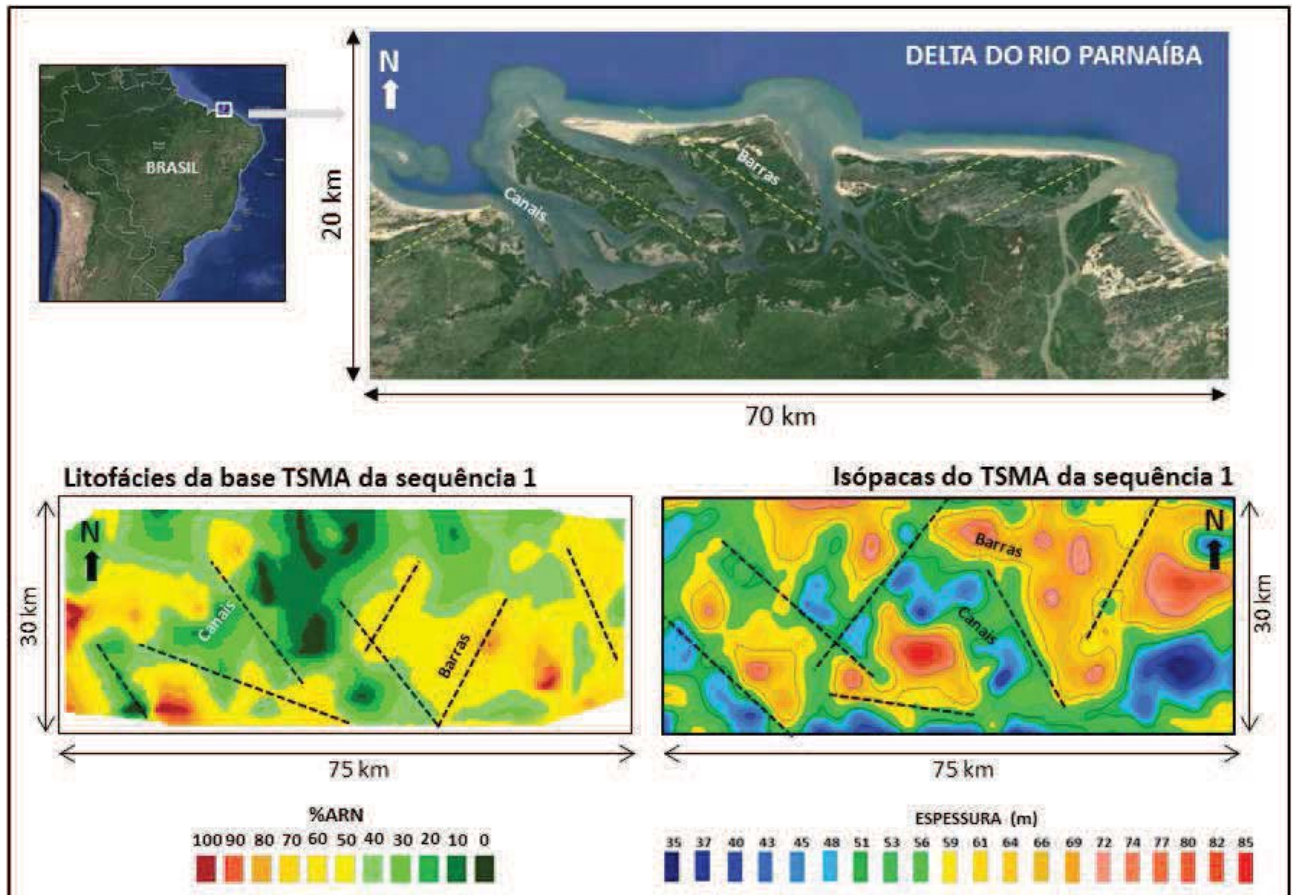 DELTA DO RIO PARNAÍBA
N
BRASIL
20 km
Canais
Barras
70 km
Litofácies da base TSMA da sequência 1
N
Canais
Barras
30 km
75 km
Isópacas do TSMA da sequência 1
N
Barras
Canais
30 km
75 km
%ARN
100 90 80 70 60 50 40 30 20 10 0
ESPESSURA (m)
35 37 40 43 45 48 51 53 56 59 61 64 66 69 72 74 77 80 82 85